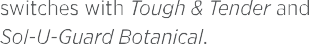 switches with Tough & Tender and
Sol-U-Guard Botanical.